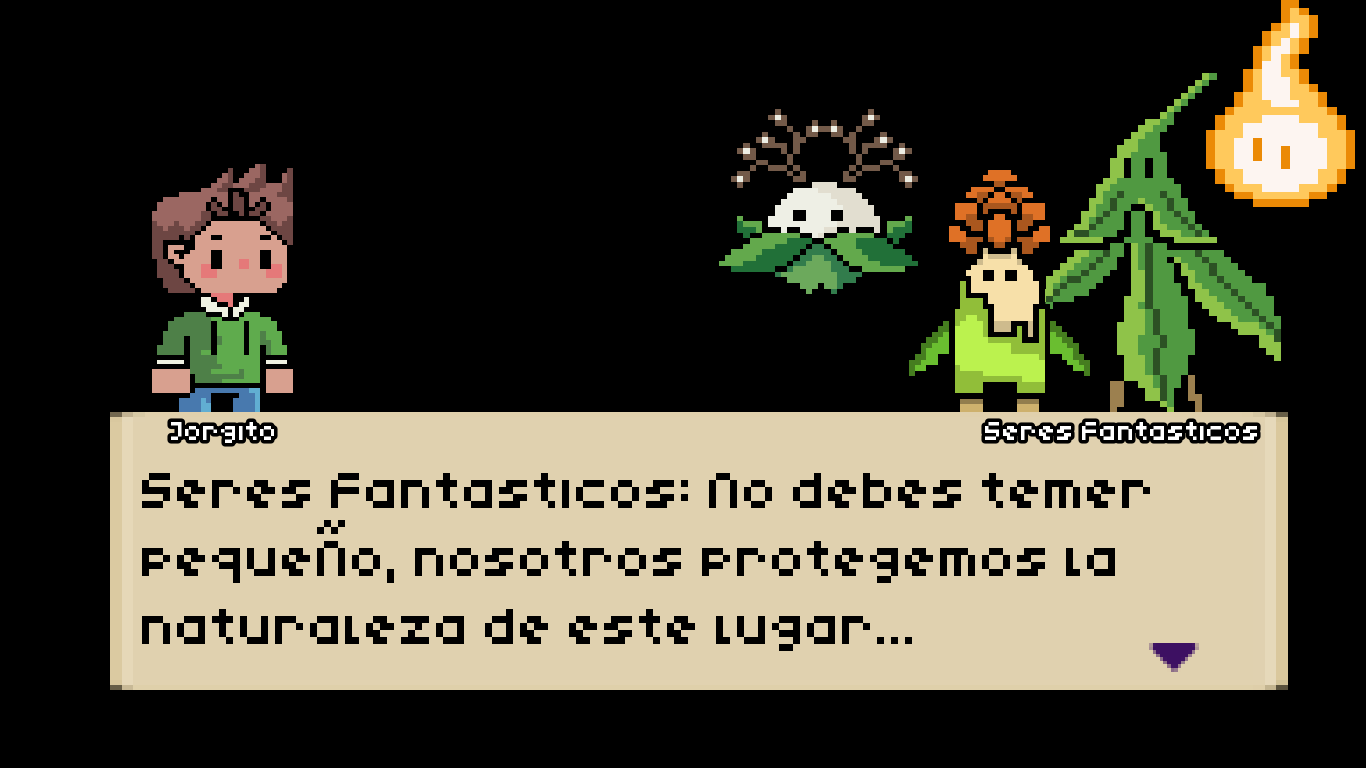 Jorgito
Seres Fantasticos
Seres Fantasticos: No debes temer
pequeÑo, nosotros protegemos la
naturaleza de este lugar...